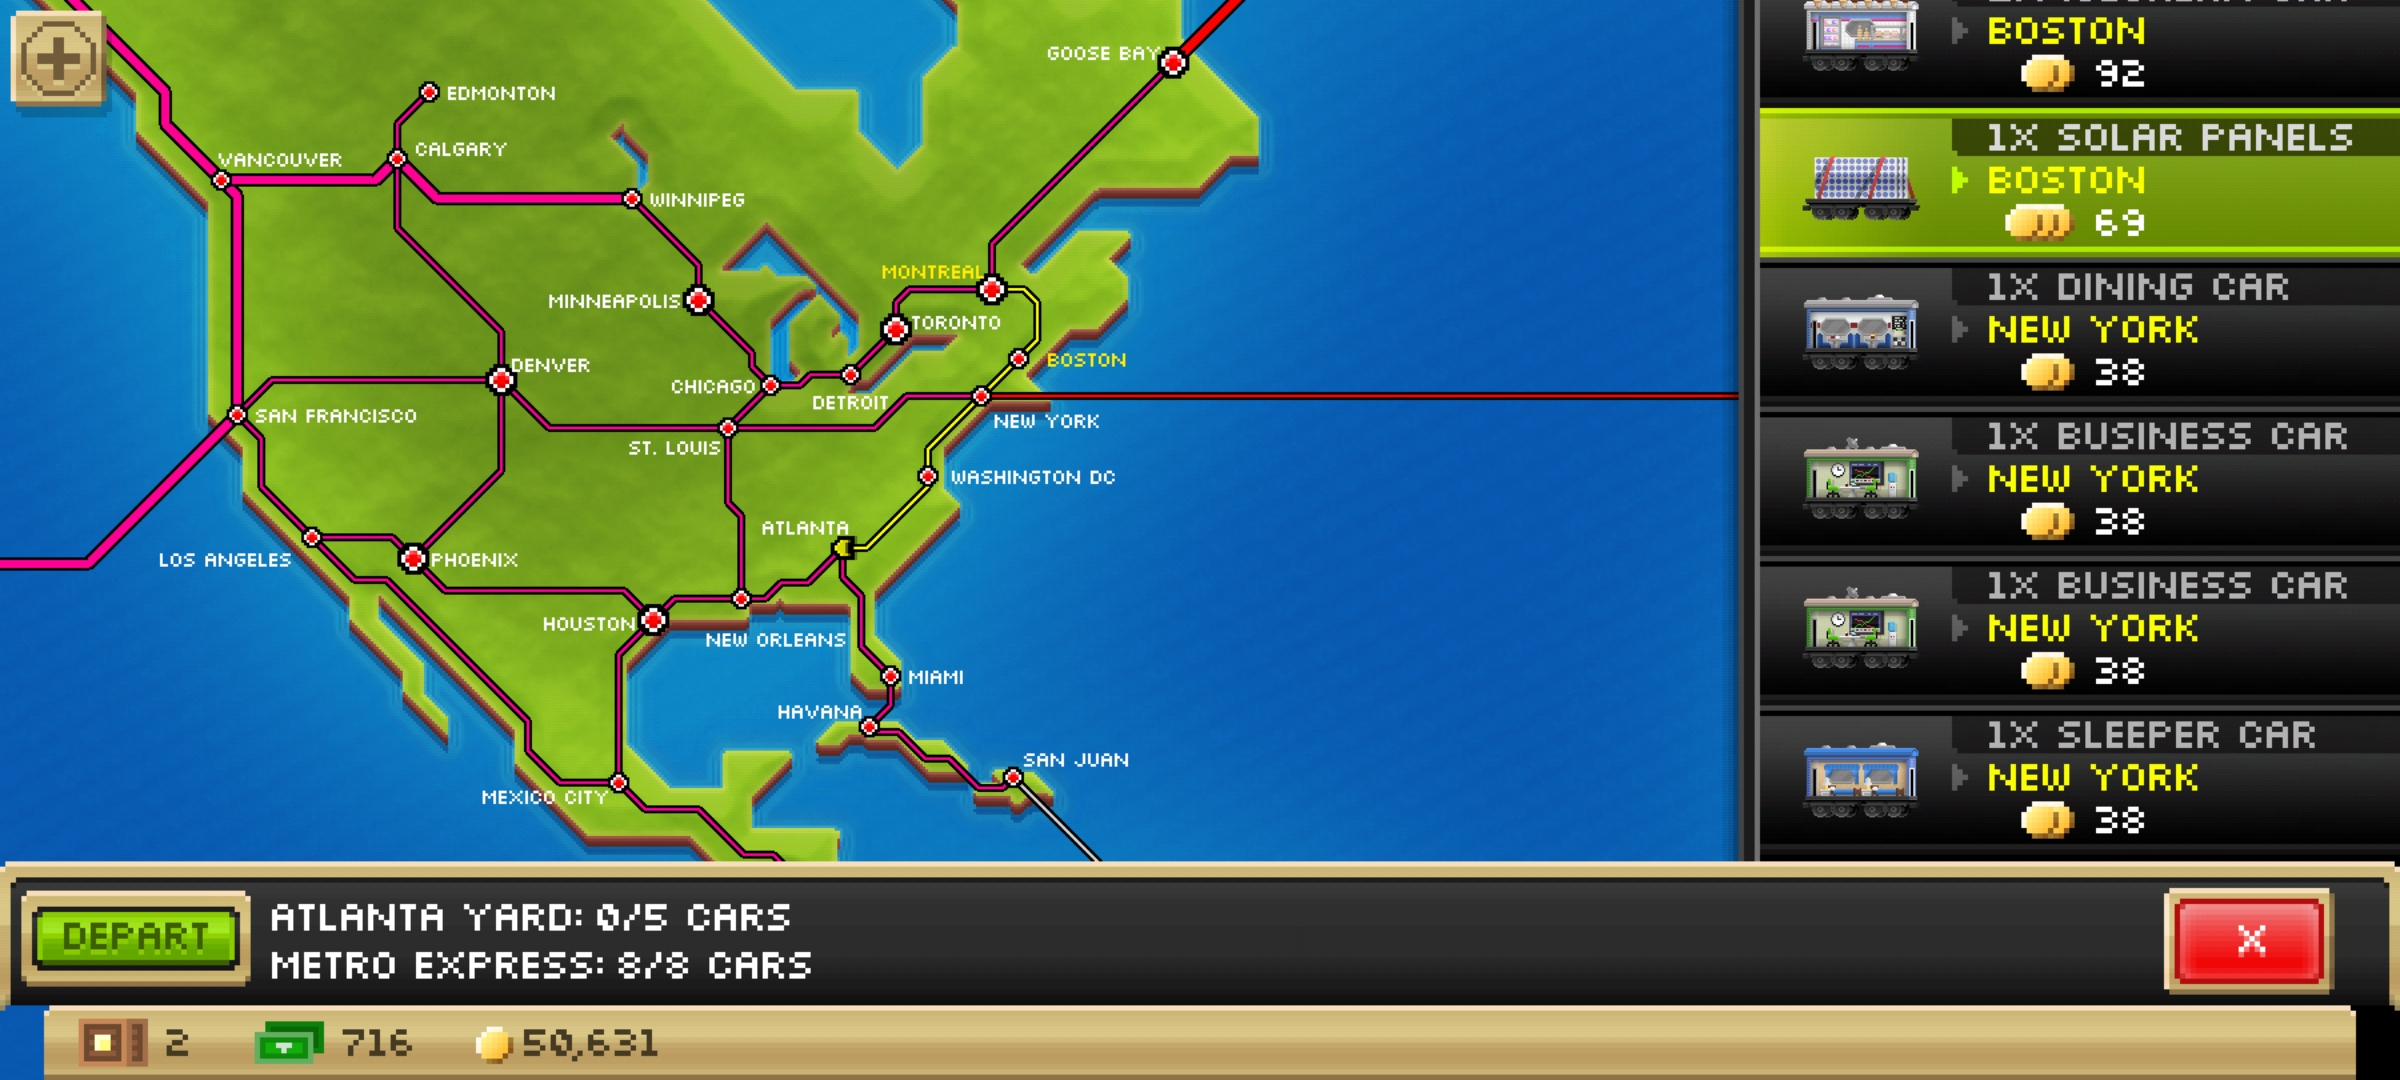 GOOSE BAY
EDMONTON
CALGARY
VANCOUVER
WINNIPEG
MONTREAL
MINNEAPOLIS
TORONTO
DENVER
BOSTON
CHICAGO
DETROIT
SAN FRANCISCO
NEW YORK
ST. LOUIS
WASHINGTON DC
ATLANTA
LOS ANGELES
PHOENIX
HOUSTON
NEW ORLEANS
MIAMI
HAVANA
SAN JUAN
MEXICO CITY
BOSTON
92
1X SOLAR PANELS
BOSTON
69
1X DINING CAR
NEW YORK
38
1X BUSINESS CAR
NEW YORK
38
1X BUSINESS CAR
NEW YORK
38
1X SLEEPER CAR
NEW YORK
38
DEPART
ATLANTA YARD: 0/5 CARS
METRO EXPRESS: 8/8 CARS
X
2
716
50,631